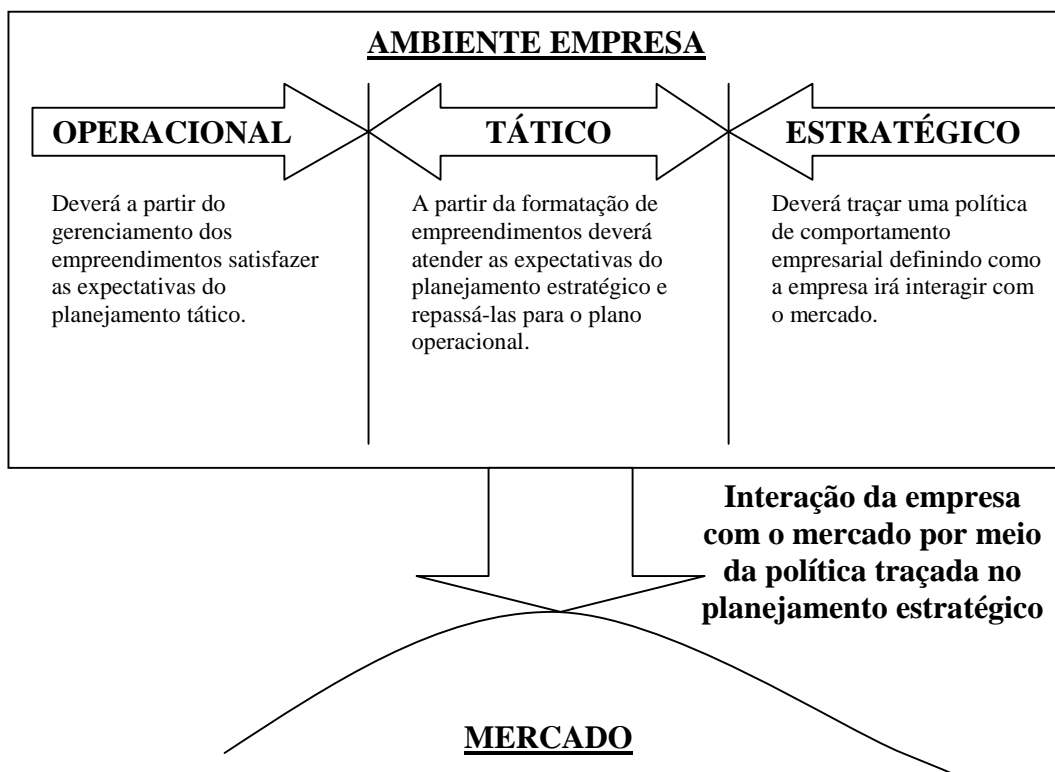 AMBIENTE EMPRESA
OPERACIONAL
Deverá a partir do
gerenciamento dos
empreendimentos satisfazer
as expectativas do
planejamento tático.
TÁTICO
A partir da formatação de
empreendimentos deverá
atender as expectativas do
planejamento estratégico e
repassá-las para o plano
operacional.
ESTRATÉGICO
Deverá traçar uma política
de comportamento
empresarial definindo como
a empresa irá interagir com
o mercado.
Interação da empresa
com o mercado por meio
da política traçada no
planejamento estratégico
MERCADO